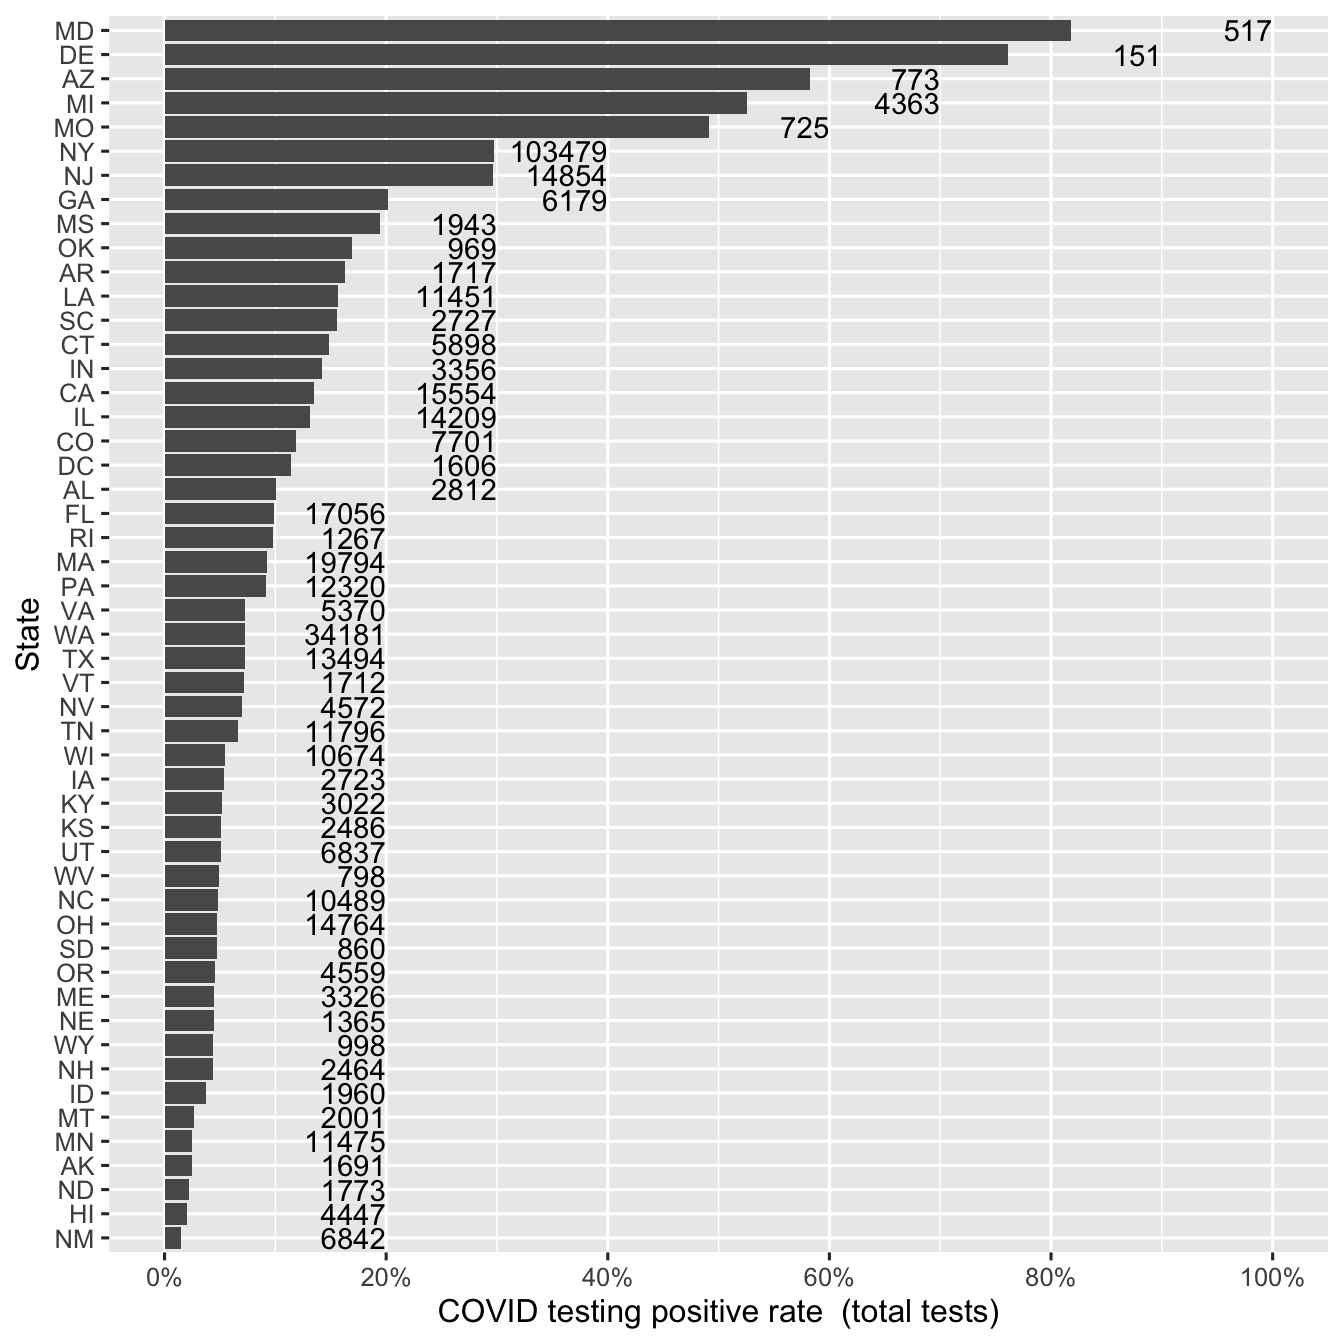 MD 517
DE 151
AZ 773
MI 4363
MO 725
NY 103479
NJ 14854
GA 6179
MS 1943
OK 969
AR 1717
LA 11451
SC 2727
CT 5898
IN 3356
CA 15554
IL 14209
CO 7701
DC 1606
AL 2812
FL 17056
RI 1267
MA 19794
PA 12320
VA 5370
WA 34181
TX 13494
VT 1712
NV 4572
TN 11796
WI 10674
IA 2723
KY 3022
KS 2486
UT 6837
WV 798
NC 10489
OH 14764
SD 860
OR 4559
ME 3326
NE 1365
WY 998
NH 2464
ID 1960
MT 2001
MN 11475
AK 1691
ND 1773
HI 4447
NM 6842
State
0% 20% 40% 60% 80% 100%
COVID testing positive rate  (total tests)